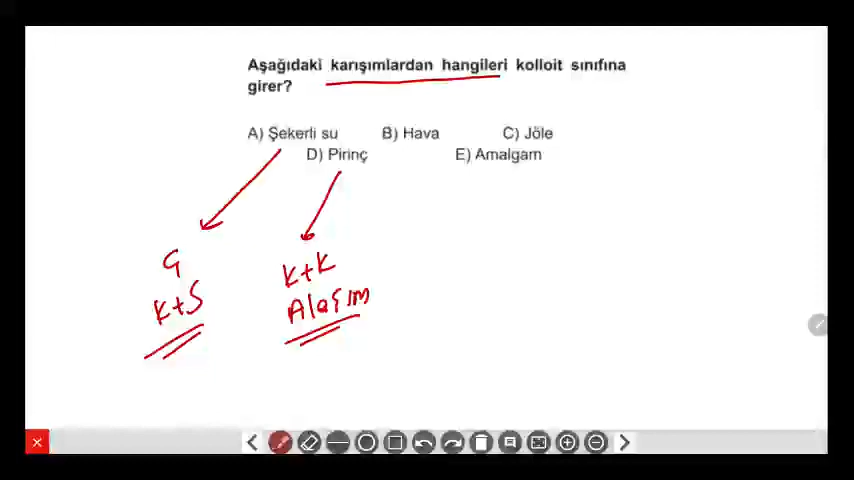 Aşağıdaki karışımlardan hangileri kolloit sınıfına
girer?
A) Şekerli su B) Hava C) Jöle
D) Pirinç E) Amalgam
Ç
K+S
K+K
Alaşım